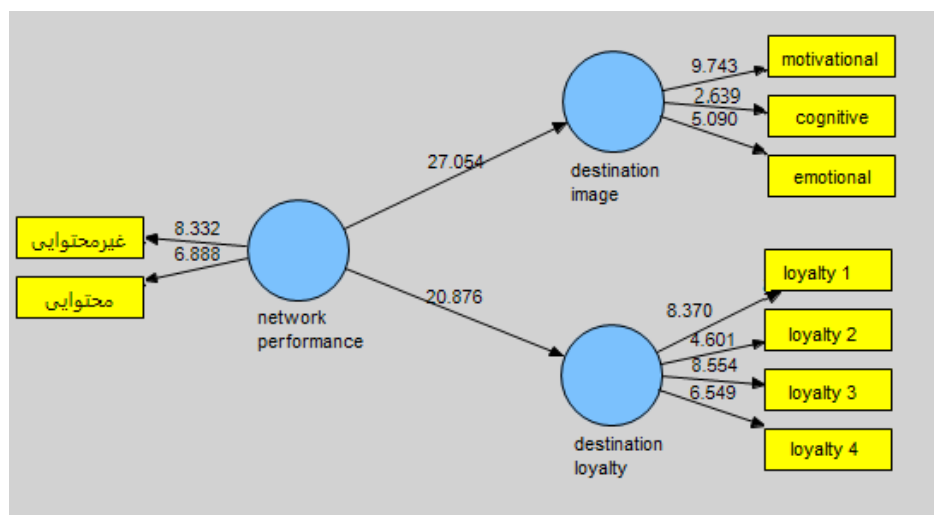 غیرمحتوایی
محتوایی
8.332
6.888
network
performance
27.054
20.876
destination
image
9.743
2.639
5.090
motivational
cognitive
emotional
destination
loyalty
8.370
4.601
8.554
6.549
loyalty 1
loyalty 2
loyalty 3
loyalty 4